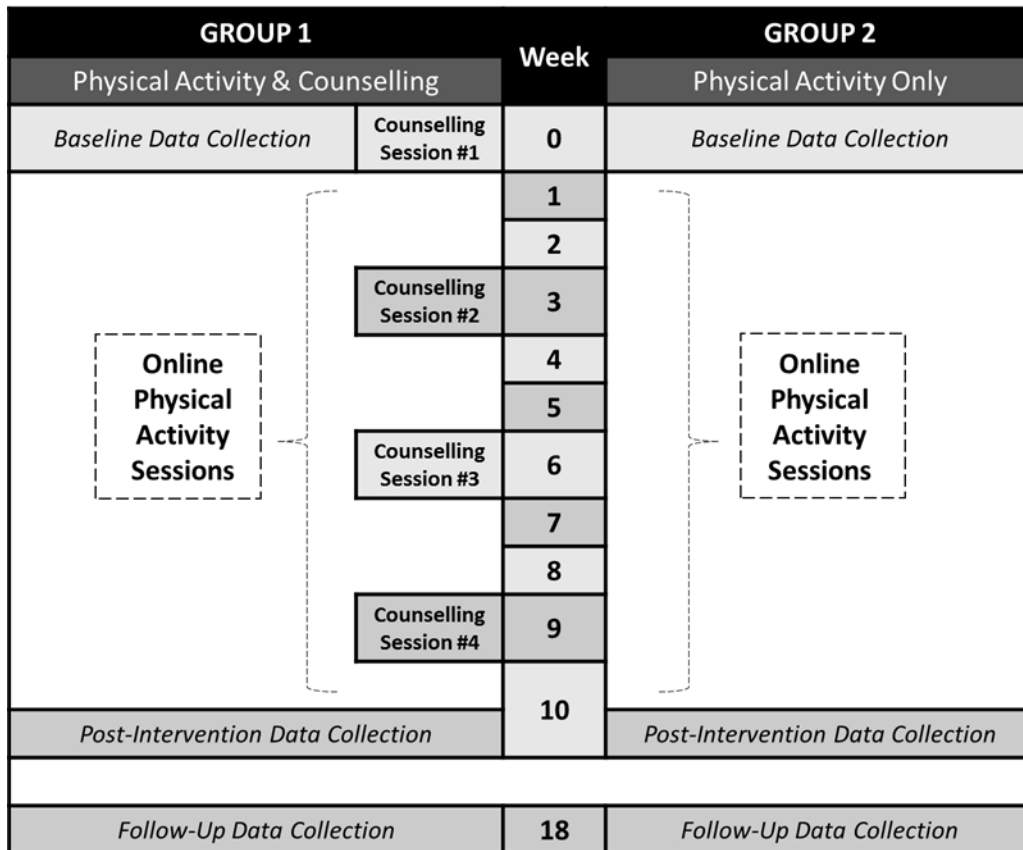 GROUP 1
Week
GROUP 2
Physical Activity & Counselling
Physical Activity Only
Baseline Data Collection
Counselling
Session #1
0
Baseline Data Collection
1
2
Counselling
Session #2
3
4
Online
Physical
Activity
Sessions
5
Online
Physical
Activity
Sessions
Counselling
Session #3
6
7
8
Counselling
Session #4
9
10
Post-Intervention Data Collection
Post-Intervention Data Collection
Follow-Up Data Collection
18
Follow-Up Data Collection